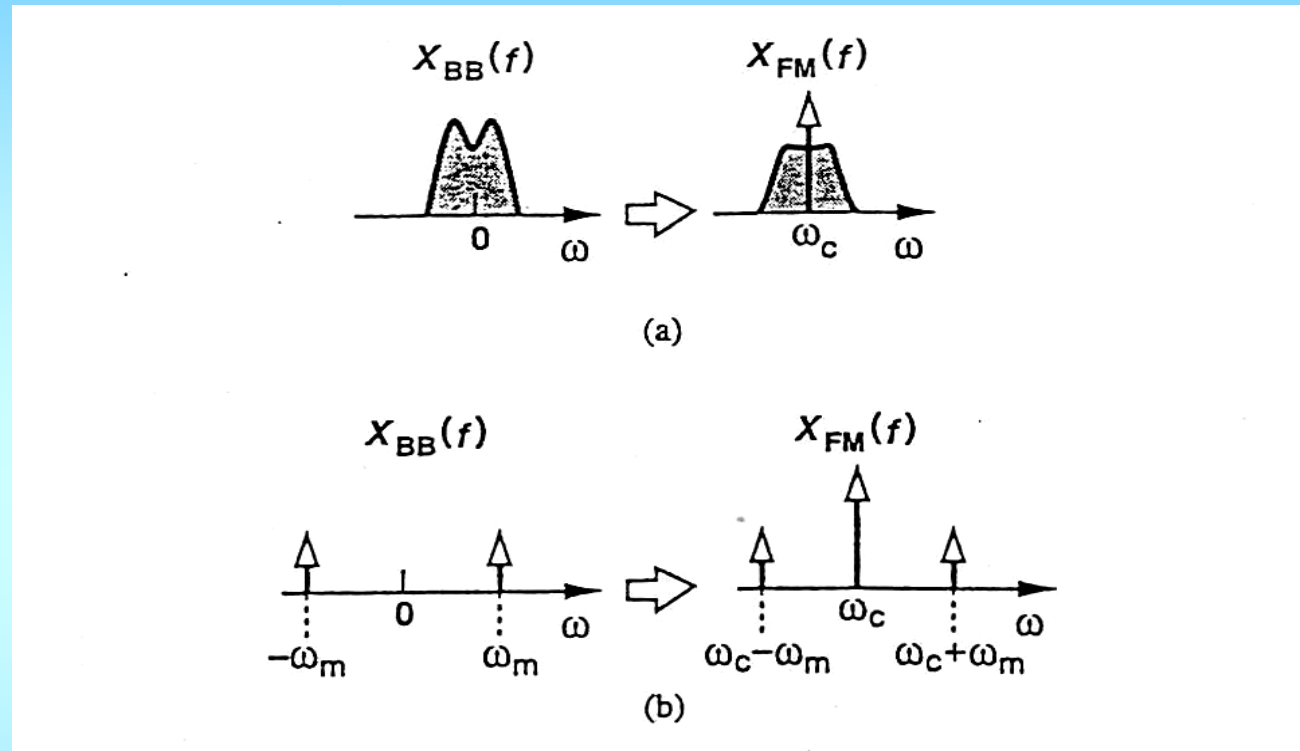 X_BB(f) X_FM(f)
0 ω ω_c ω
(a)
X_BB(f) X_FM(f)
0 ω ω_c ω
−ω_m ω_m ω_c−ω_m ω_c+ω_m
(b)